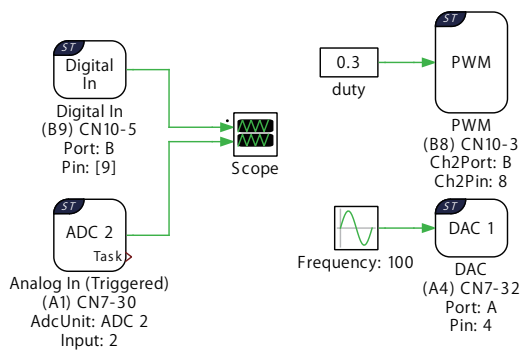 ST
Digital
In
Digital In
(B9) CN10-5
Port: B
Pin: [9]
ST
ADC 2
Task
Analog In (Triggered)
(A1) CN7-30
AdcUnit: ADC 2
Input: 2
Scope
0.3
duty
ST
PWM
PWM
(B8) CN10-3
Ch2Port: B
Ch2Pin: 8
Frequency: 100
ST
DAC 1
DAC
(A4) CN7-32
Port: A
Pin: 4